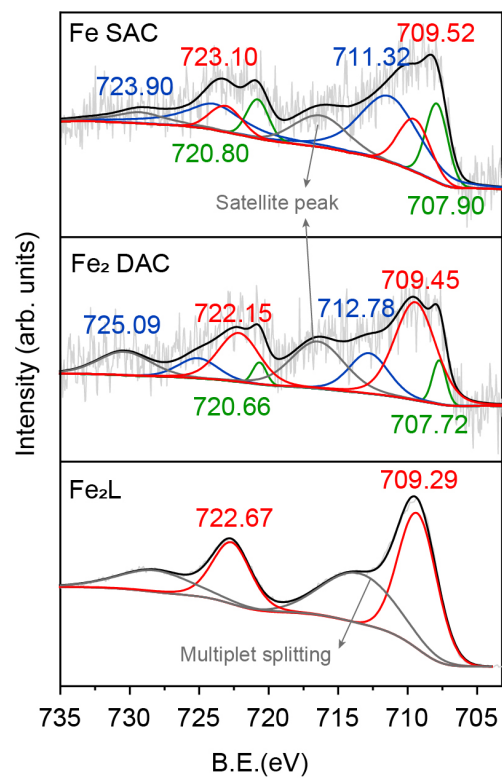 Fe SAC
723.10
709.52
711.32
723.90
720.80
707.90
Satellite peak
Fe₂ DAC
709.45
722.15
712.78
725.09
720.66
707.72
Fe₂L
709.29
722.67
Multiplet splitting
735 730 725 720 715 710 705
B.E.(eV)
Intensity (arb. units)